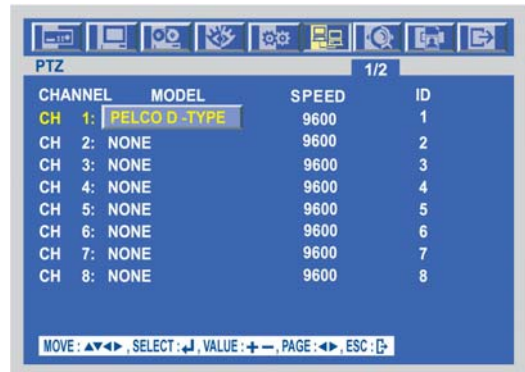 PTZ 1/2
CHANNEL MODEL SPEED ID
CH 1: PELCO D -TYPE 9600 1
CH 2: NONE 9600 2
CH 3: NONE 9600 3
CH 4: NONE 9600 4
CH 5: NONE 9600 5
CH 6: NONE 9600 6
CH 7: NONE 9600 7
CH 8: NONE 9600 8
MOVE : ▲▼◀▶ , SELECT : ↵ , VALUE : + — , PAGE : ◀▶ , ESC :